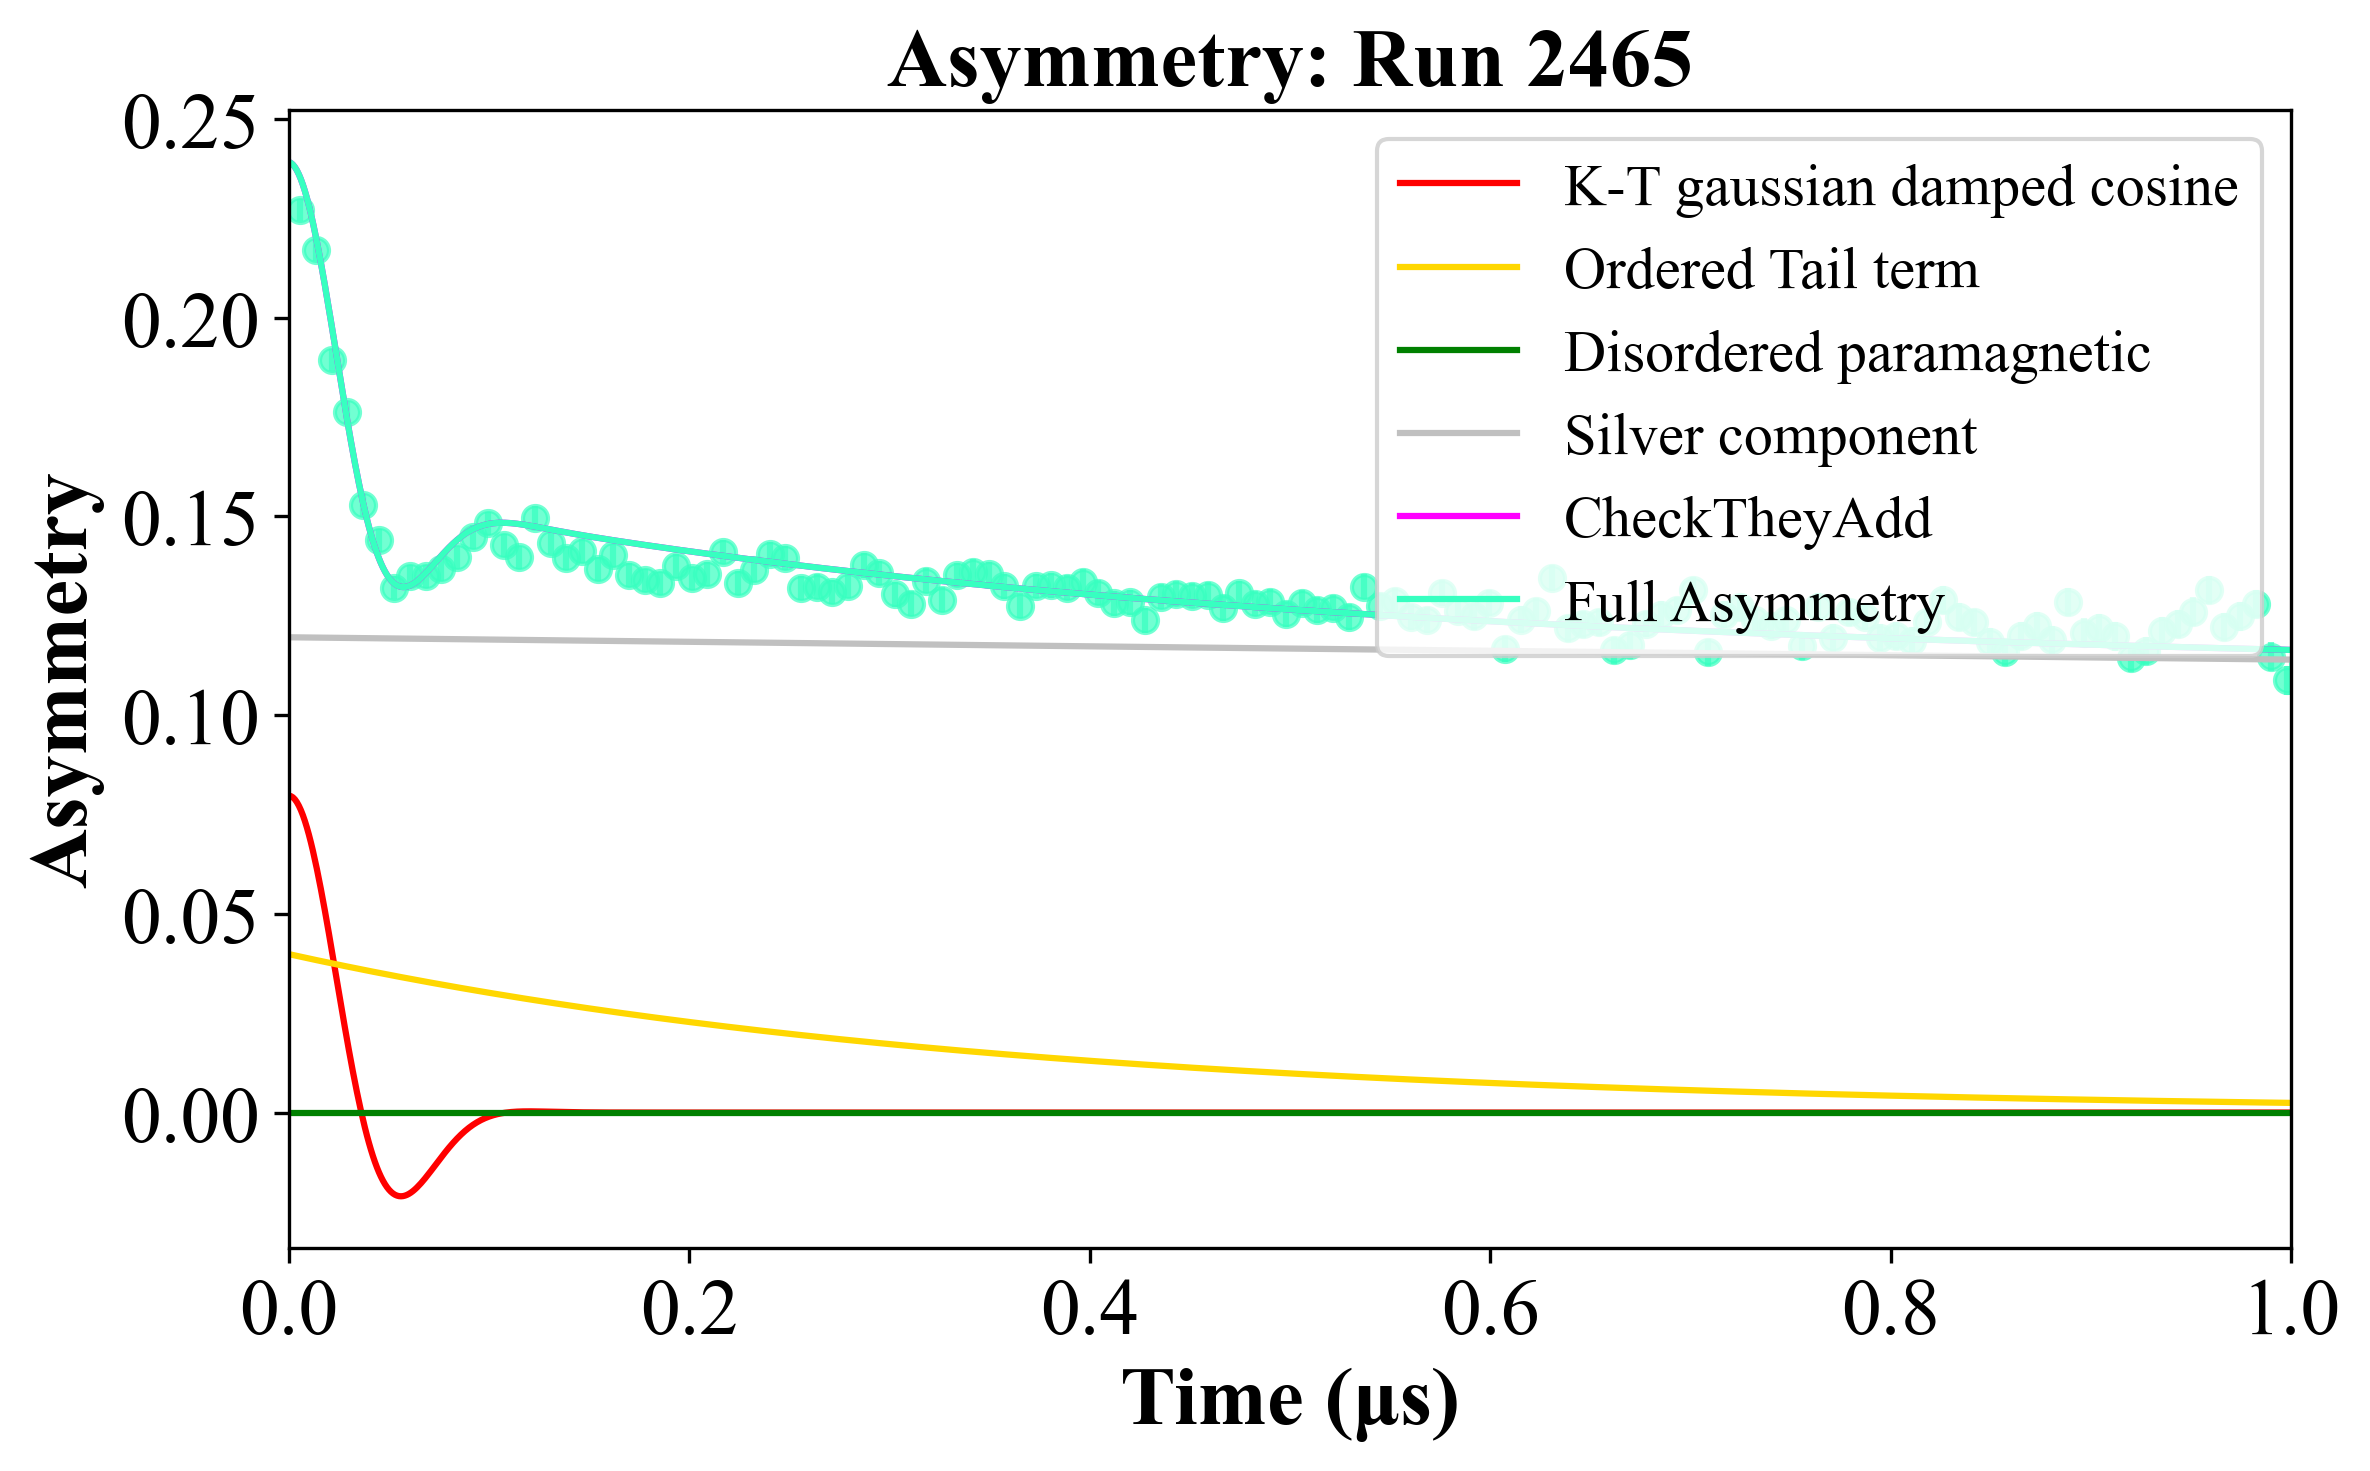 Asymmetry: Run 2465
0.25
0.20
0.15
0.10
0.05
0.00
Asymmetry
K-T gaussian damped cosine
Ordered Tail term
Disordered paramagnetic
Silver component
CheckTheyAdd
Full Asymmetry
0.0 0.2 0.4 0.6 0.8 1.0
Time (μs)